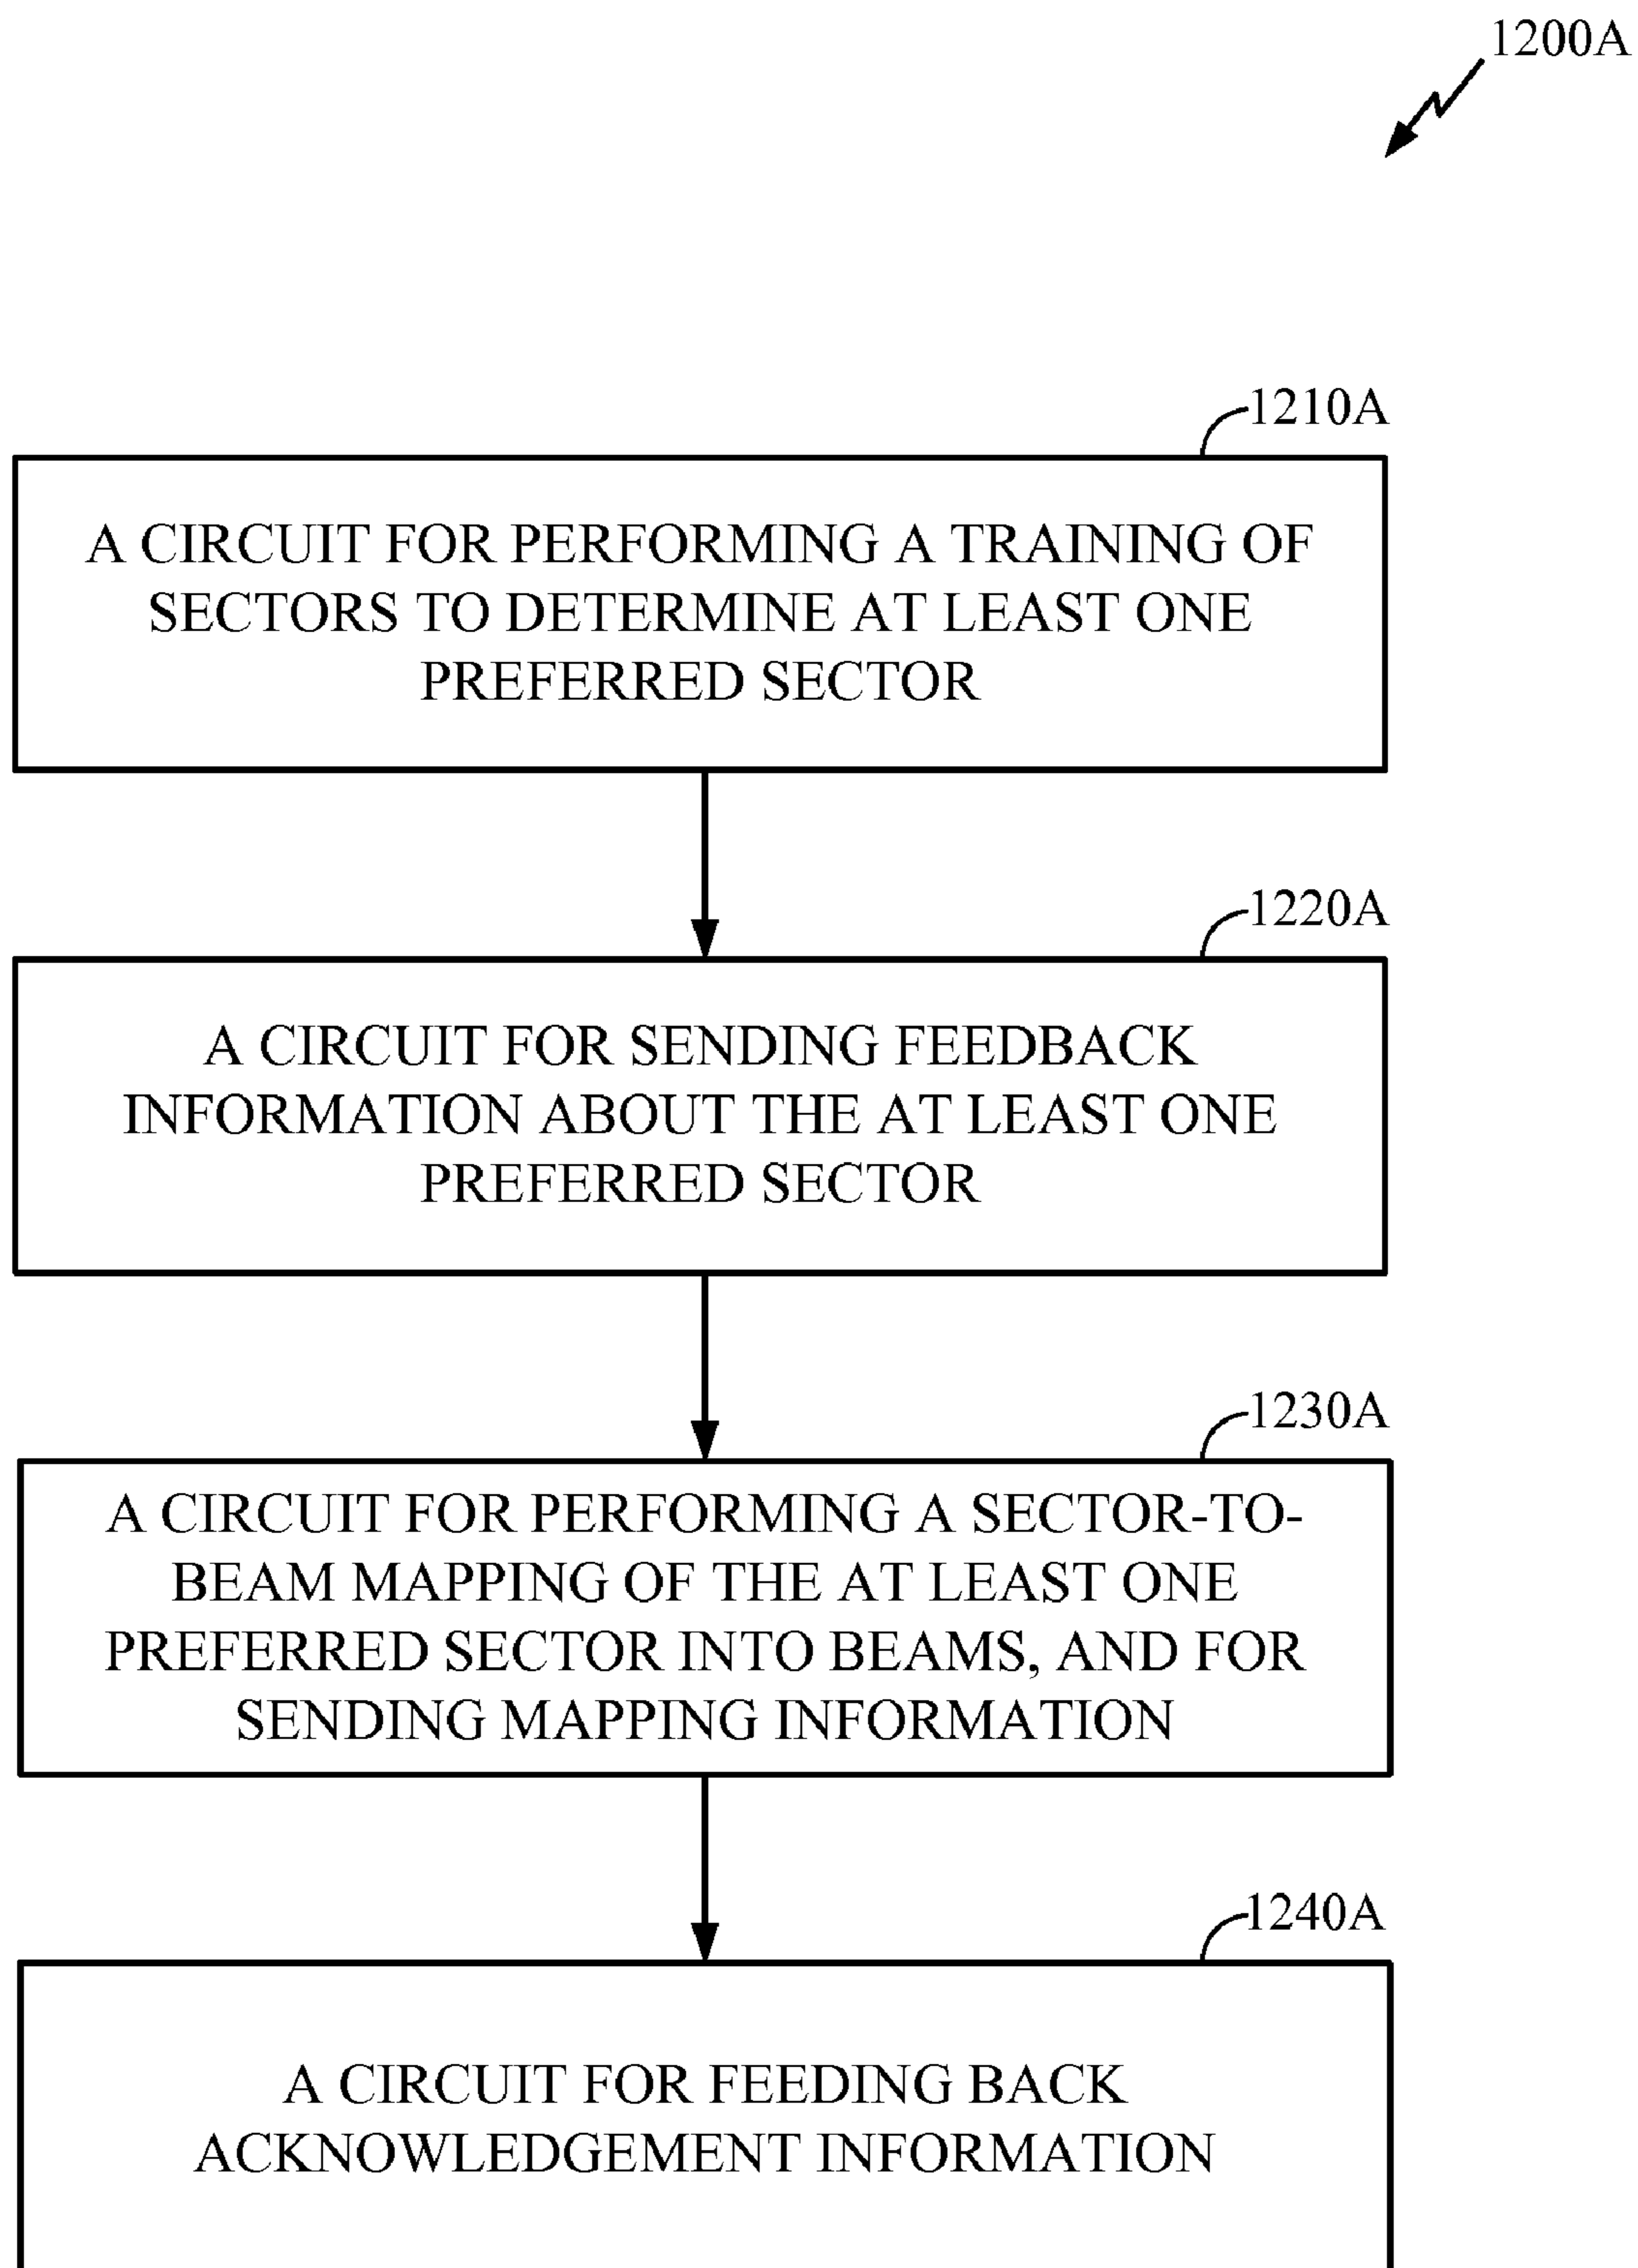 1200A
1210A
A CIRCUIT FOR PERFORMING A TRAINING OF
SECTORS TO DETERMINE AT LEAST ONE
PREFERRED SECTOR
1220A
A CIRCUIT FOR SENDING FEEDBACK
INFORMATION ABOUT THE AT LEAST ONE
PREFERRED SECTOR
1230A
A CIRCUIT FOR PERFORMING A SECTOR-TO-
BEAM MAPPING OF THE AT LEAST ONE
PREFERRED SECTOR INTO BEAMS, AND FOR
SENDING MAPPING INFORMATION
1240A
A CIRCUIT FOR FEEDING BACK
ACKNOWLEDGEMENT INFORMATION